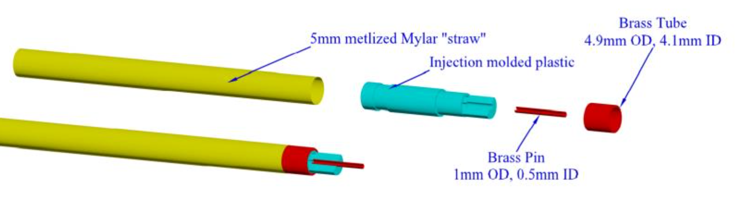 Brass Tube
4.9mm OD, 4.1mm ID
5mm metlized Mylar "straw"
Injection molded plastic
Brass Pin
1mm OD, 0.5mm ID